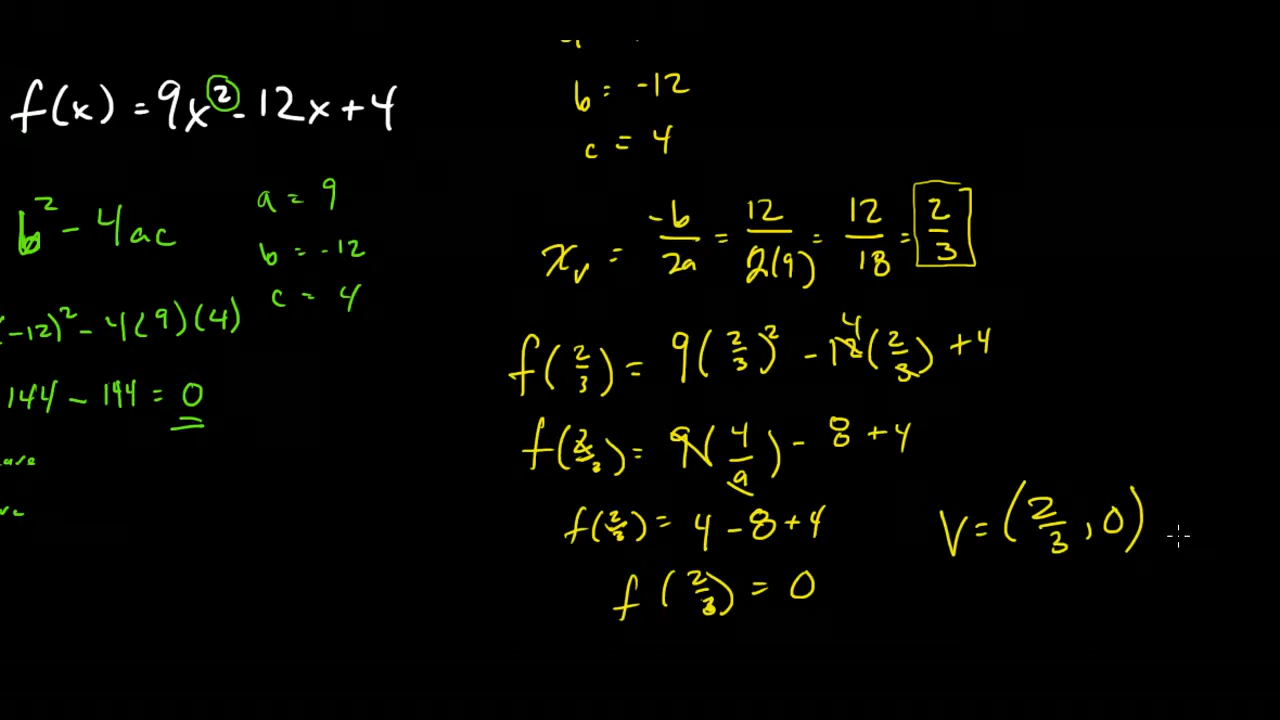 f(x) = 9x² - 12x + 4
b² - 4ac
a = 9
b = -12
c = 4
(-12)² - 4(9)(4)
144 - 144 = 0
b = -12
c = 4
xᵥ = -b/2a = 12/2(9) = 12/18 = 2/3
f(2/3) = 9(2/3)² - 12(2/3) + 4
4
f(2/3) = 9(4/9) - 8 + 4
f(2/3) = 4 - 8 + 4
f(2/3) = 0
V = (2/3, 0)